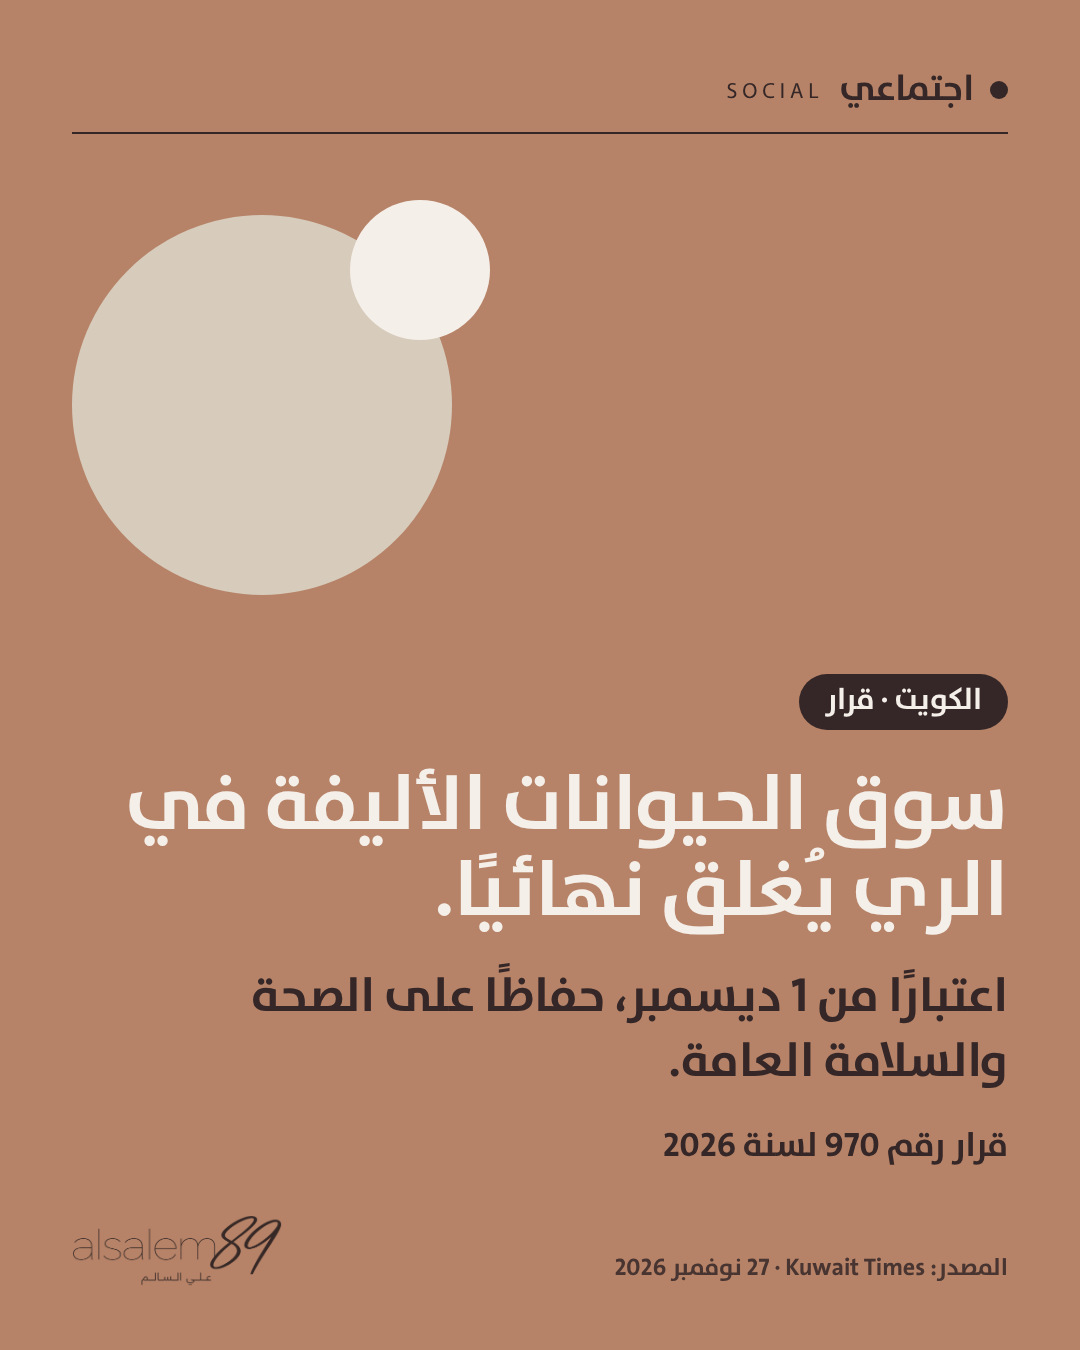 اجتماعي SOCIAL
الكويت · قرار
سوق الحيوانات الأليفة في
الري يُغلق نهائيًا.
اعتبارًا من 1 ديسمبر، حفاظًا على الصحة
والسلامة العامة.
قرار رقم 970 لسنة 2026
المصدر: Kuwait Times · 27 نوفمبر 2026
alsalem89
علي السالم